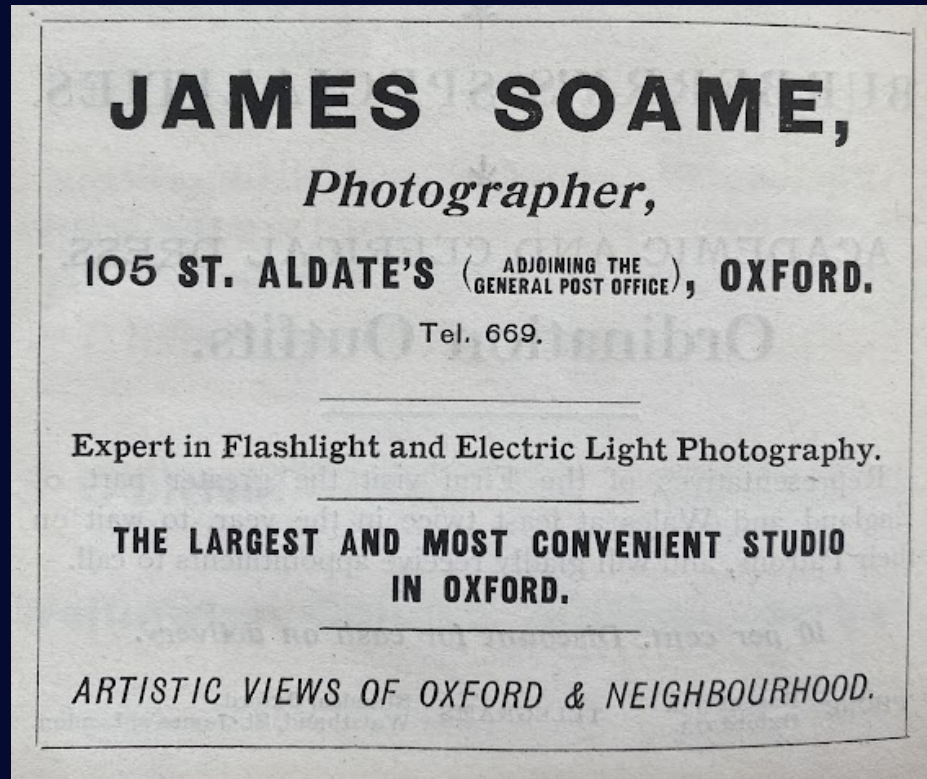 JAMES SOAME,
Photographer,
105 ST. ALDATE'S (ADJOINING THE GENERAL POST OFFICE), OXFORD.
Tel. 669.
Expert in Flashlight and Electric Light Photography.
THE LARGEST AND MOST CONVENIENT STUDIO
IN OXFORD.
ARTISTIC VIEWS OF OXFORD & NEIGHBOURHOOD.